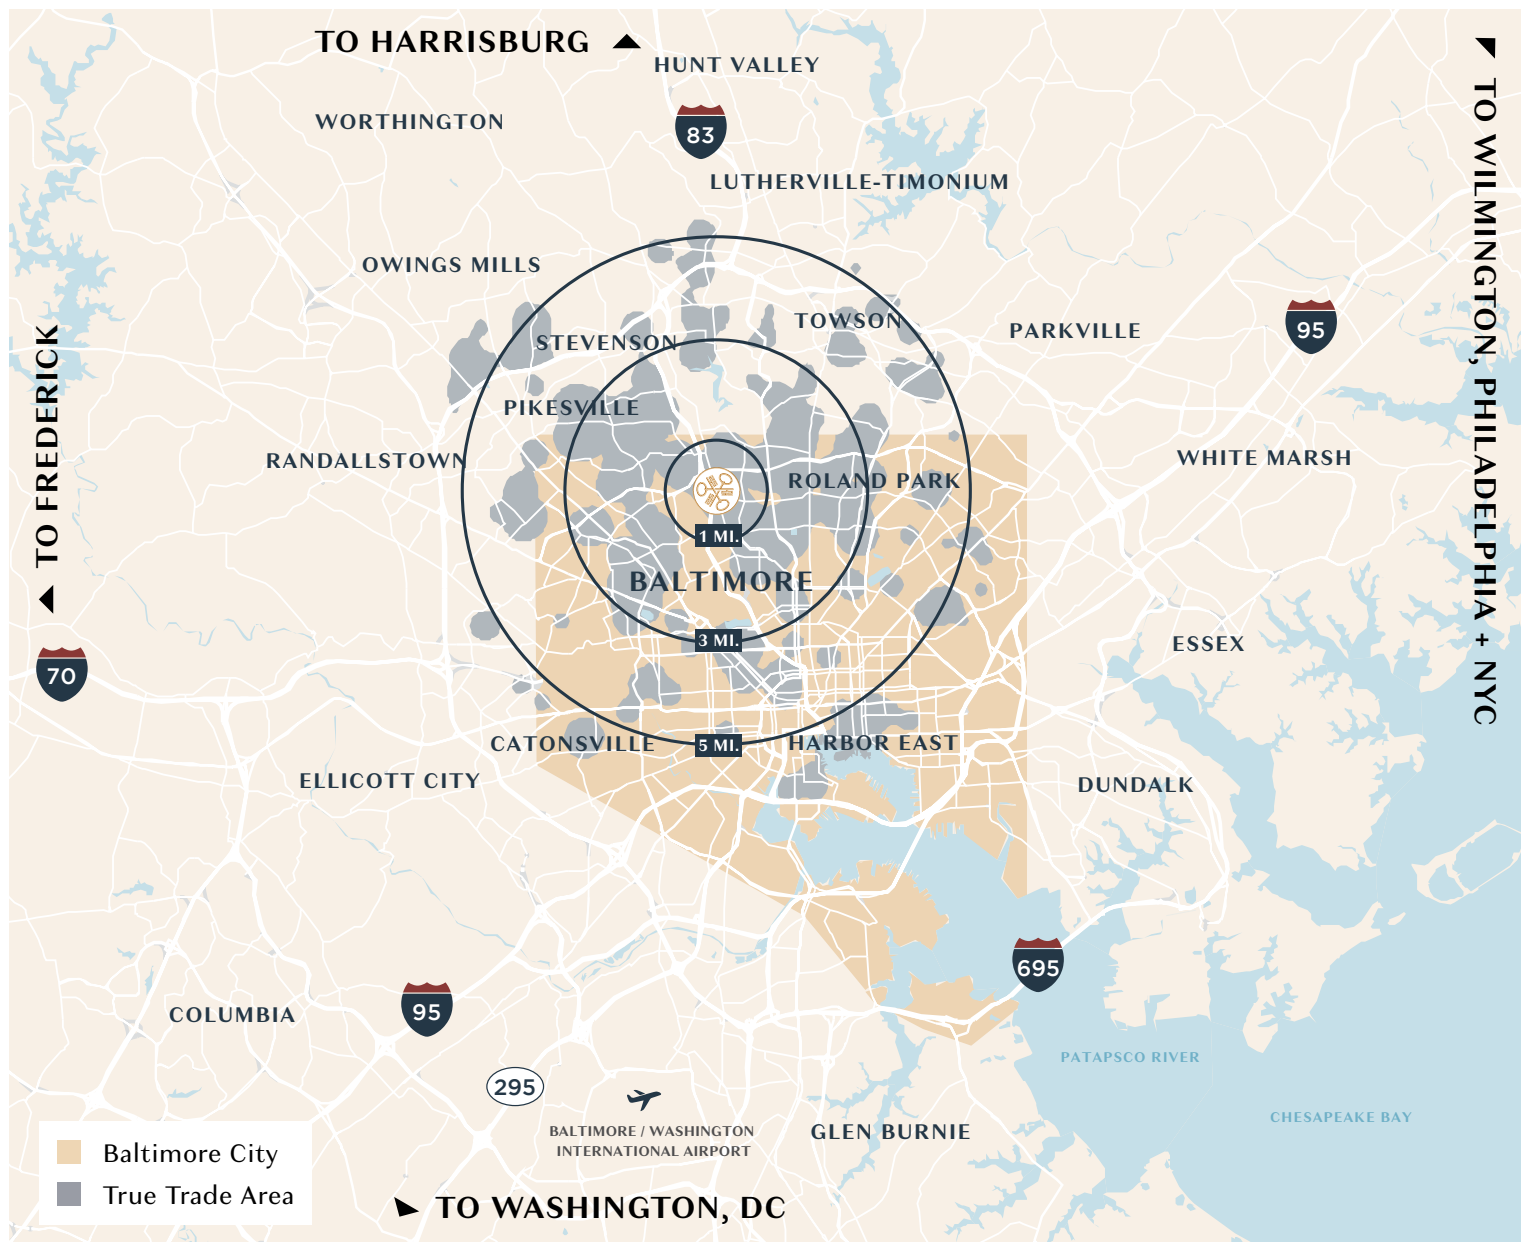 TO HARRISBURG
HUNT VALLEY
83
WORTHINGTON
LUTHERVILLE-TIMONIUM
TO WILMINGTON, PHILADELPHIA + NYC
OWINGS MILLS
TOWSON
STEVENSON
PARKVILLE
95
TO FREDERICK
PIKESVILLE
RANDALLSTOWN
WHITE MARSH
ROLAND PARK
1 MI.
BALTIMORE
3 MI.
ESSEX
70
CATONSVILLE
5 MI.
HARBOR EAST
ELLICOTT CITY
DUNDALK
695
COLUMBIA
95
PATAPSCO RIVER
295
CHESAPEAKE BAY
BALTIMORE / WASHINGTON
INTERNATIONAL AIRPORT
GLEN BURNIE
Baltimore City
True Trade Area
TO WASHINGTON, DC